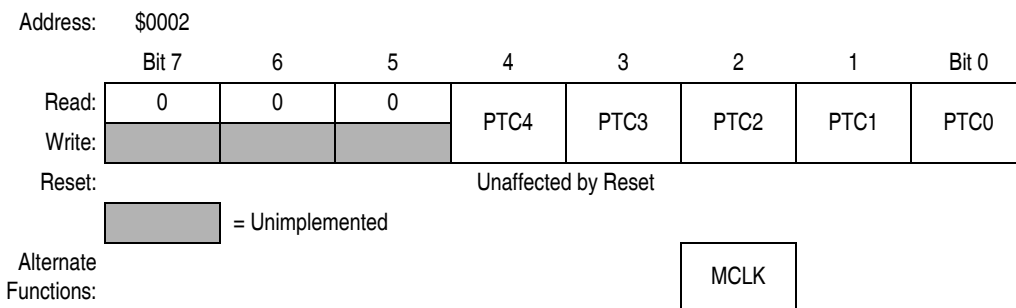 Address: $0002
Bit 7 6 5 4 3 2 1 Bit 0
Read: 0 0 0 PTC4 PTC3 PTC2 PTC1 PTC0
Write:
Reset: Unaffected by Reset
= Unimplemented
Alternate
Functions: MCLK